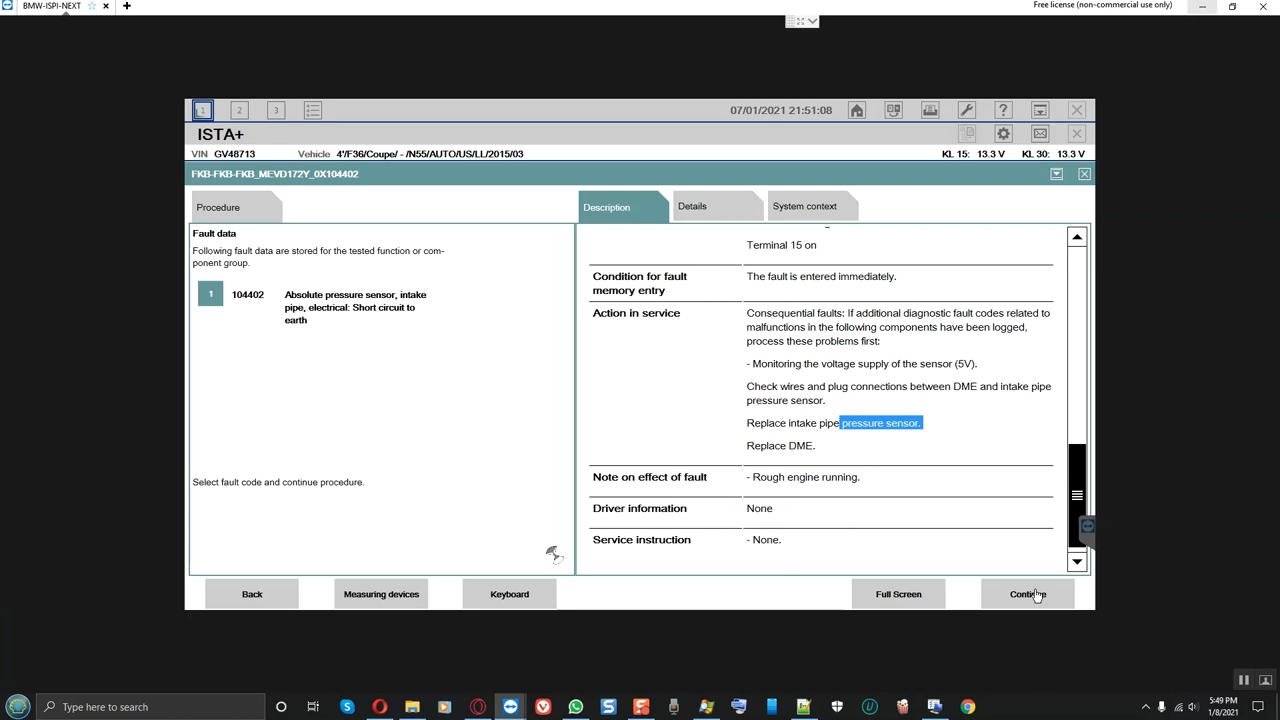 BMW-ISPI-NEXT
Free license (non-commercial use only)
1
2
3
07/01/2021 21:51:08
ISTA+
VIN GV48713 Vehicle 4'/F36/Coupe/ - /N55/AUTO/US/LL/2015/03 KL 15: 13.3 V KL 30: 13.3 V
FKB-FKB-FKB_MEVD172Y_0X104402
Procedure
Description
Details
System context
Fault data
Following fault data are stored for the tested function or com-
ponent group.
1 104402 Absolute pressure sensor, intake
pipe, electrical: Short circuit to
earth
Select fault code and continue procedure.
Terminal 15 on
Condition for fault
memory entry
The fault is entered immediately.
Action in service
Consequential faults: If additional diagnostic fault codes related to
malfunctions in the following components have been logged,
process these problems first:
- Monitoring the voltage supply of the sensor (5V).
Check wires and plug connections between DME and intake pipe
pressure sensor.
Replace intake pipe pressure sensor.
Replace DME.
Note on effect of fault - Rough engine running.
Driver information None
Service instruction - None.
Back
Measuring devices
Keyboard
Full Screen
Continue
Type here to search
5:49 PM
1/8/2021